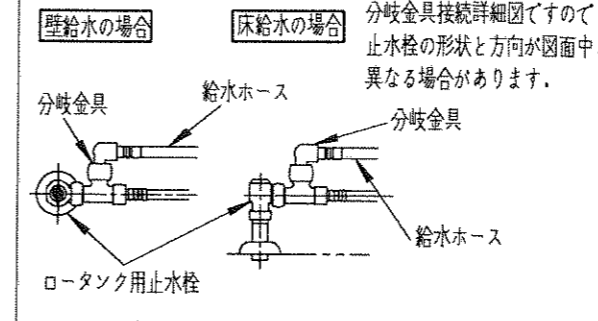 壁給水の場合
床給水の場合
分岐金具接続詳細図ですので
止水栓の形状と方向が図面中
異なる場合があります.
分岐金具
給水ホース
分岐金具
給水ホース
ロータンク用止水栓